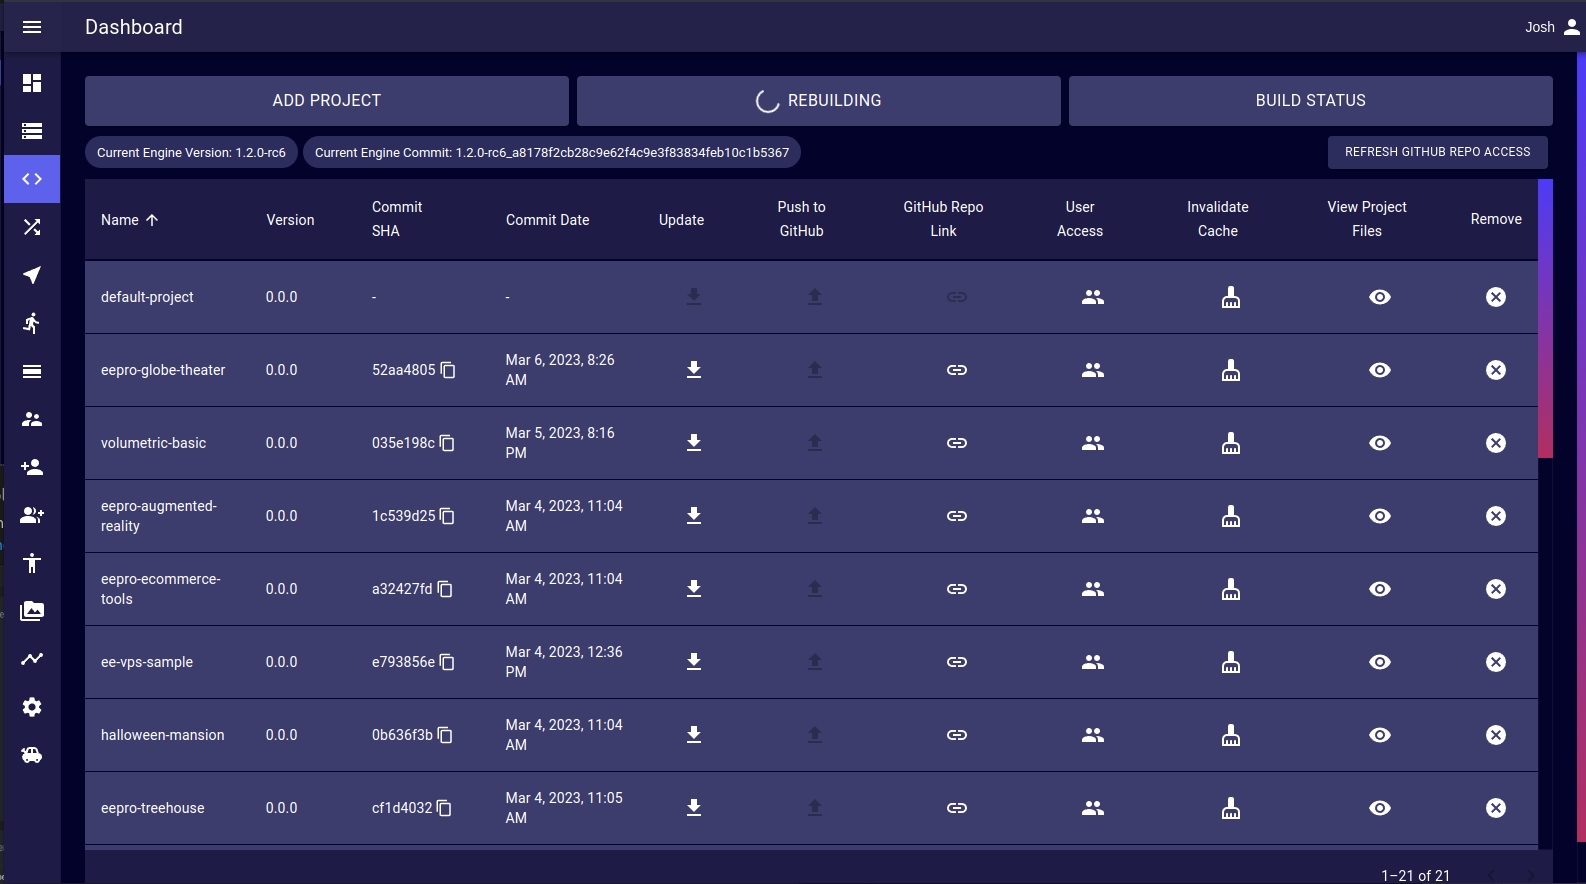 Dashboard
Josh
ADD PROJECT
REBUILDING
BUILD STATUS
Current Engine Version: 1.2.0-rc6
Current Engine Commit: 1.2.0-rc6_a8178f2cb28c9e62f4c9e3f83834feb10c1b5367
REFRESH GITHUB REPO ACCESS
Name
Version
Commit
SHA
Commit Date
Update
Push to
GitHub
GitHub Repo
Link
User
Access
Invalidate
Cache
View Project
Files
Remove
default-project
0.0.0
-
-
eepro-globe-theater
0.0.0
52aa4805
Mar 6, 2023, 8:26
AM
volumetric-basic
0.0.0
035e198c
Mar 5, 2023, 8:16
PM
eepro-augmented-
reality
0.0.0
1c539d25
Mar 4, 2023, 11:04
AM
eepro-ecommerce-
tools
0.0.0
a32427fd
Mar 4, 2023, 11:04
AM
ee-vps-sample
0.0.0
e793856e
Mar 4, 2023, 12:36
PM
halloween-mansion
0.0.0
0b636f3b
Mar 4, 2023, 11:04
AM
eepro-treehouse
0.0.0
cf1d4032
Mar 4, 2023, 11:05
AM
1–21 of 21